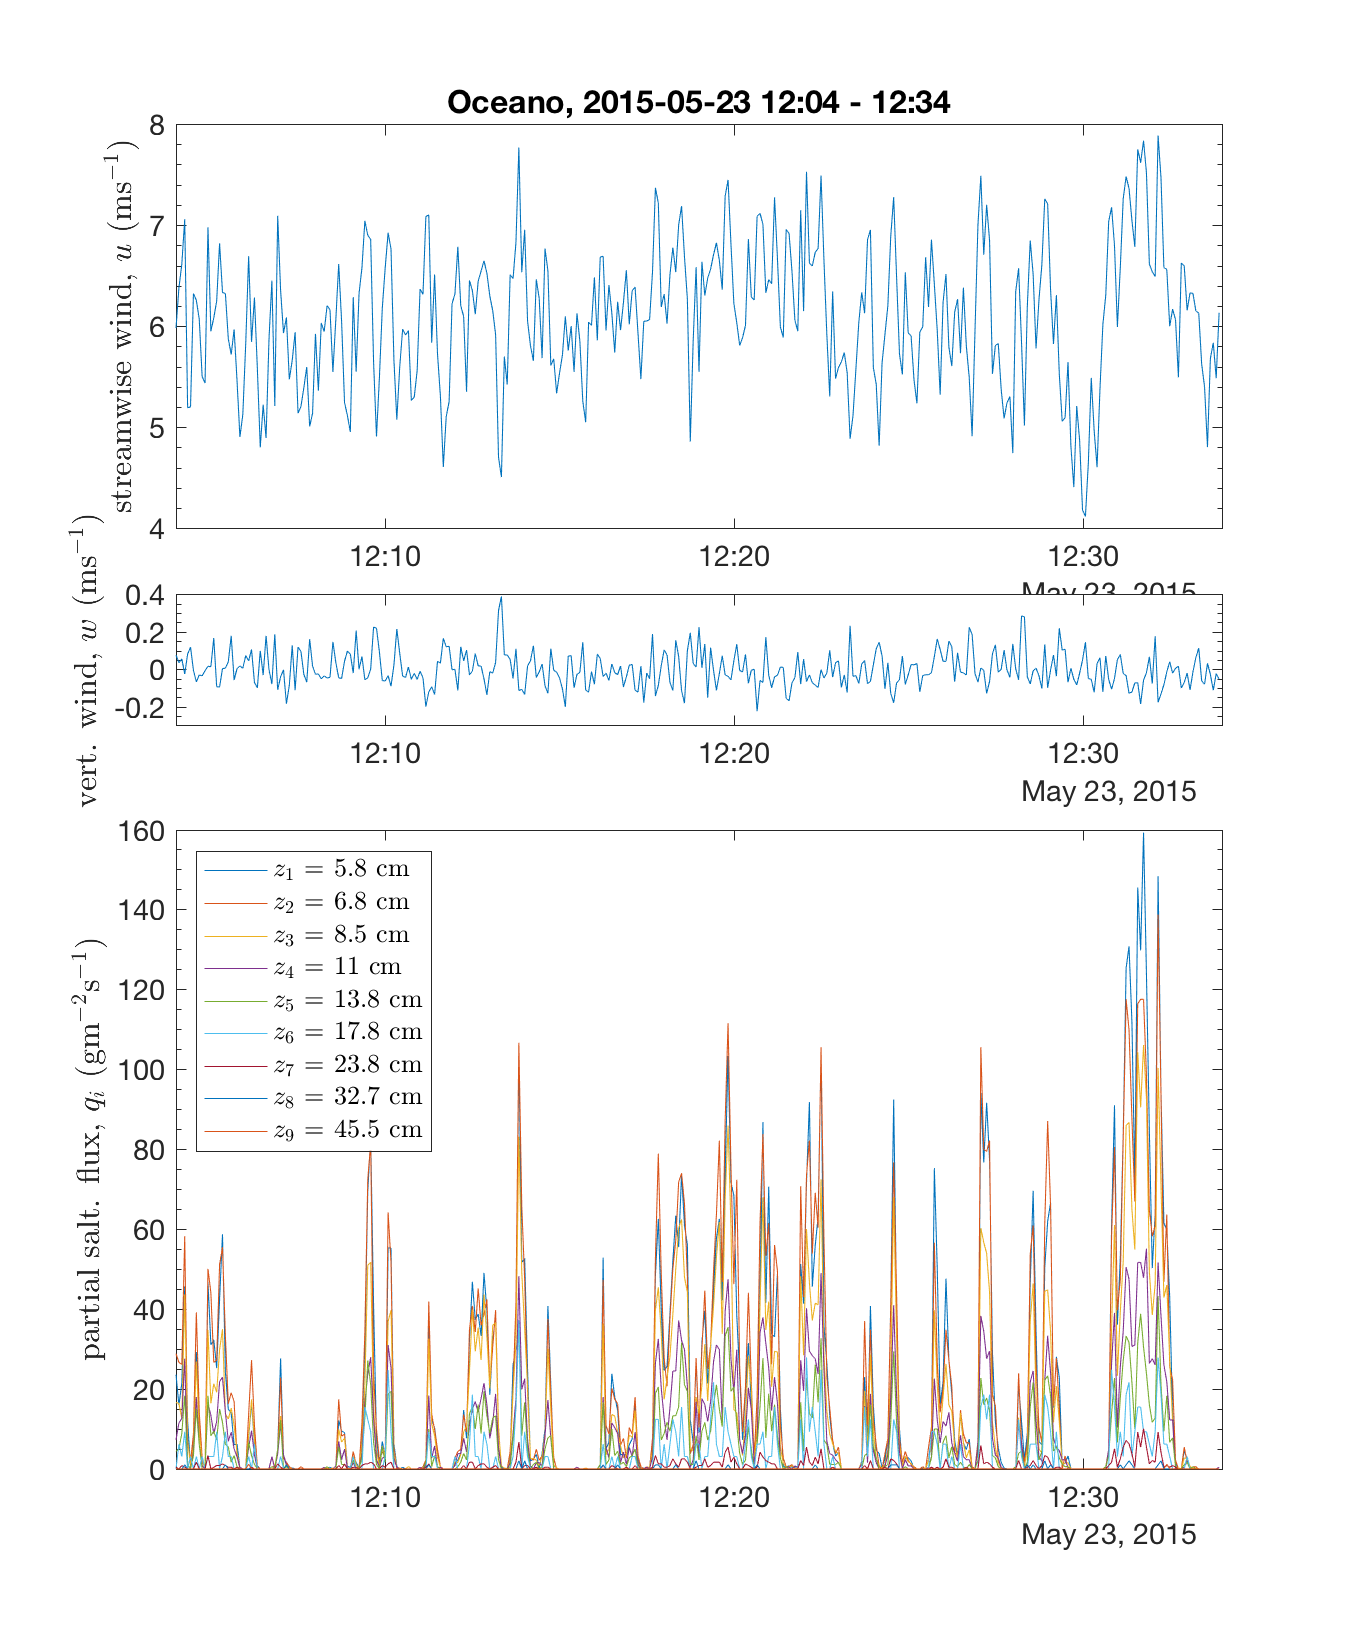 Oceano, 2015-05-23 12:04 - 12:34
streamwise wind, u (ms⁻¹)
8
7
6
5
4
12:10 12:20 12:30
May 23, 2015
vert. wind, w (ms⁻¹)
0.4
0.2
0
-0.2
12:10 12:20 12:30
May 23, 2015
partial salt. flux, qᵢ (gm⁻²s⁻¹)
160
140
120
100
80
60
40
20
0
z₁ = 5.8 cm
z₂ = 6.8 cm
z₃ = 8.5 cm
z₄ = 11 cm
z₅ = 13.8 cm
z₆ = 17.8 cm
z₇ = 23.8 cm
z₈ = 32.7 cm
z₉ = 45.5 cm
12:10 12:20 12:30
May 23, 2015